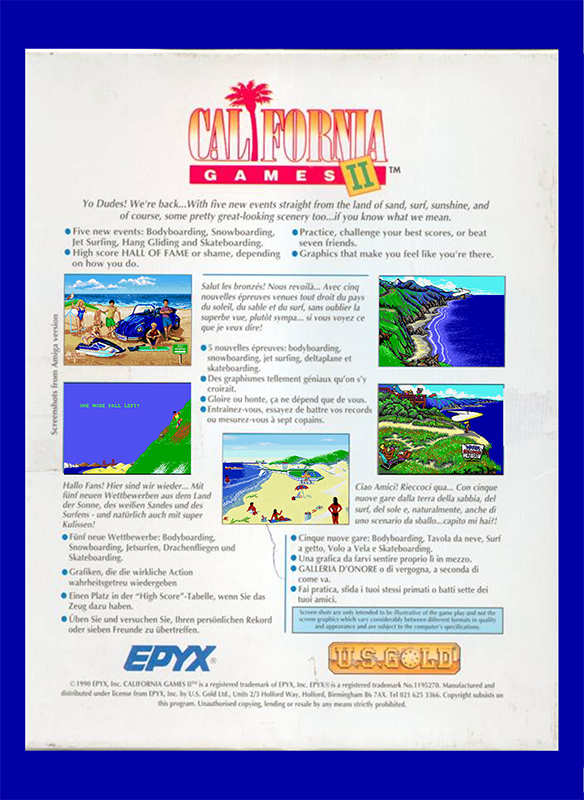 CALIFORNIA
GAMES II™
Yo Dudes! We're back...With five new events straight from the land of sand, surf, sunshine, and
of course, some pretty great-looking scenery too...if you know what we mean.
● Five new events: Bodyboarding, Snowboarding,
Jet Surfing, Hang Gliding and Skateboarding.
● High score HALL OF FAME or shame, depending
on how you do.
● Practice, challenge your best scores, or beat
seven friends.
● Graphics that make you feel like you're there.
Screenshots from Amiga version
Salut les bronzés! Nous revoilà... Avec cinq
nouvelles épreuves venues tout droit du pays
du soleil, du sable et du surf, sans oublier la
superbe vue, plutôt sympa... si vous voyez ce
que je veux dire!
● 5 nouvelles épreuves: bodyboarding,
snowboarding, jet surfing, deltaplane et
skateboarding.
● Des graphismes tellement géniaux qu'on s'y
croirait.
● Gloire ou honte, ça ne dépend que de vous.
● Entrainez-vous, essayez de battre vos records
ou mesurez-vous à sept copains.
ONE MORE FALL LEFT!
Hallo Fans! Hier sind wir wieder... Mit
fünf neuen Wettbewerben aus dem Land
der Sonne, des weißen Sandes und des
Surfens - und natürlich auch mit super
Kulissen!
● Fünf neue Wettbewerbe: Bodyboarding,
Snowboarding, Jetsurfen, Drachenfliegen und
Skateboarding.
● Grafiken, die die wirkliche Action
wahrheitsgetreu wiedergeben
● Einen Platz in der "High Score"-Tabelle, wenn Sie das
Zeug dazu haben.
● Üben Sie und versuchen Sie, Ihren persönlichen Rekord
oder sieben Freunde zu übertreffen.
Ciao Amici! Rieccoci qua... Con cinque
nuove gare dalla terra della sabbia, del
surf, del sole e, naturalmente, anche di
uno scenario da sballo...capito mi hai?!
● Cinque nuove gare: Bodyboarding, Tavola da neve, Surf
a getto, Volo a Vela e Skateboarding.
● Una grafica da farvi sentire proprio lì in mezzo.
● GALLERIA D'ONORE o di vergogna, a seconda di
come va.
● Fai pratica, sfida i tuoi stessi primati o batti sette dei
tuoi amici.
Screen shots are only intended to be illustrative of the game play and not the
screen graphics which vary considerably between different formats in quality
and appearance and are subject to the computer's specifications.
EPYX®
U.S. GOLD
©1990 EPYX, Inc. CALIFORNIA GAMES II™ is a registered trademark of EPYX, Inc. EPYX® is a registered trademark No.1195270. Manufactured and
distributed under license from EPYX, Inc. by U.S. Gold Ltd., Units 2/3 Holford Way, Holford, Birmingham B6 7AX. Tel 021 625 3366. Copyright subsists on
this program. Unauthorised copying, lending or resale by any means strictly prohibited.